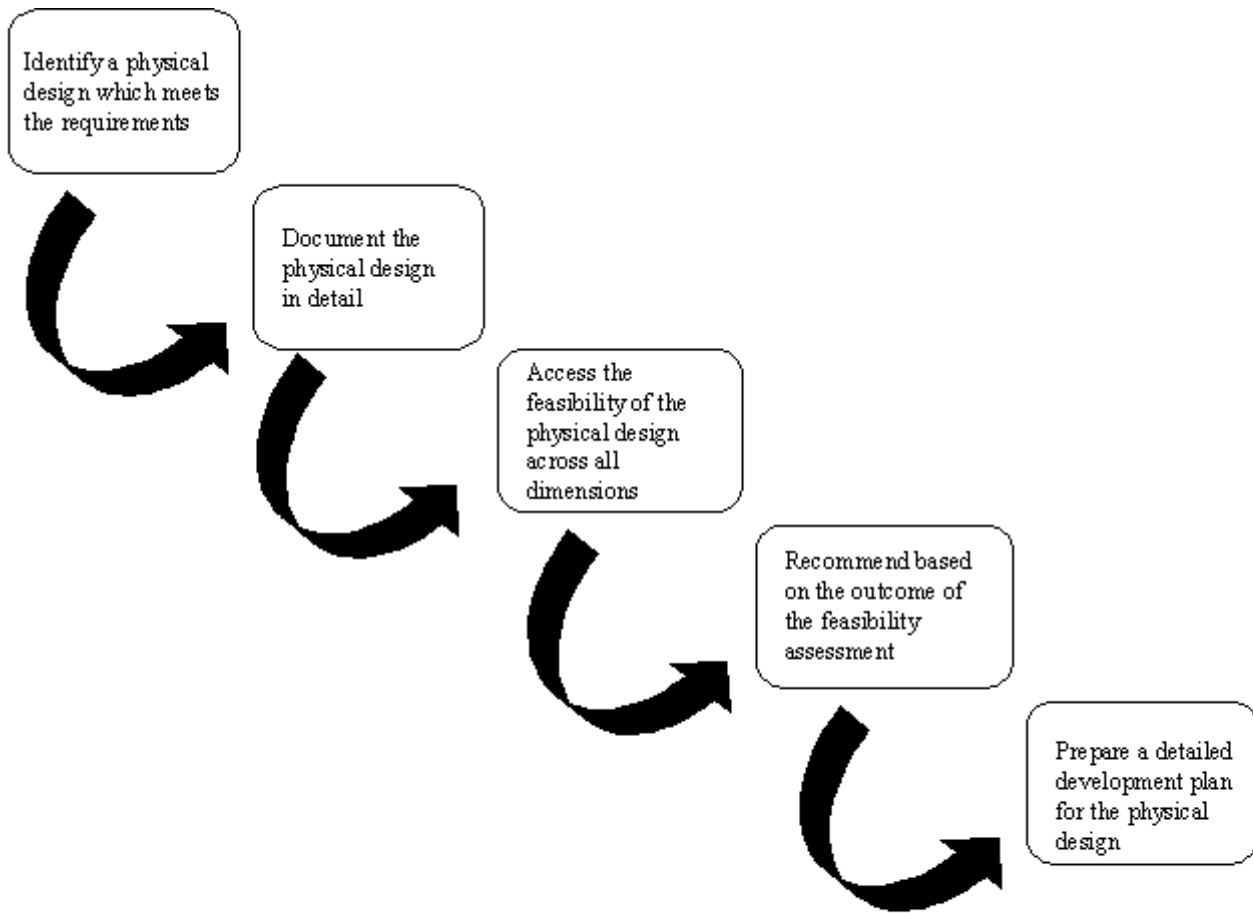 Identify a physical
design which meets
the requirements
Document the
physical design
in detail
Access the
feasibility of the
physical design
across all
dimensions
Recommend based
on the outcome of
the feasibility
assessment
Prepare a detailed
development plan
for the physical
design